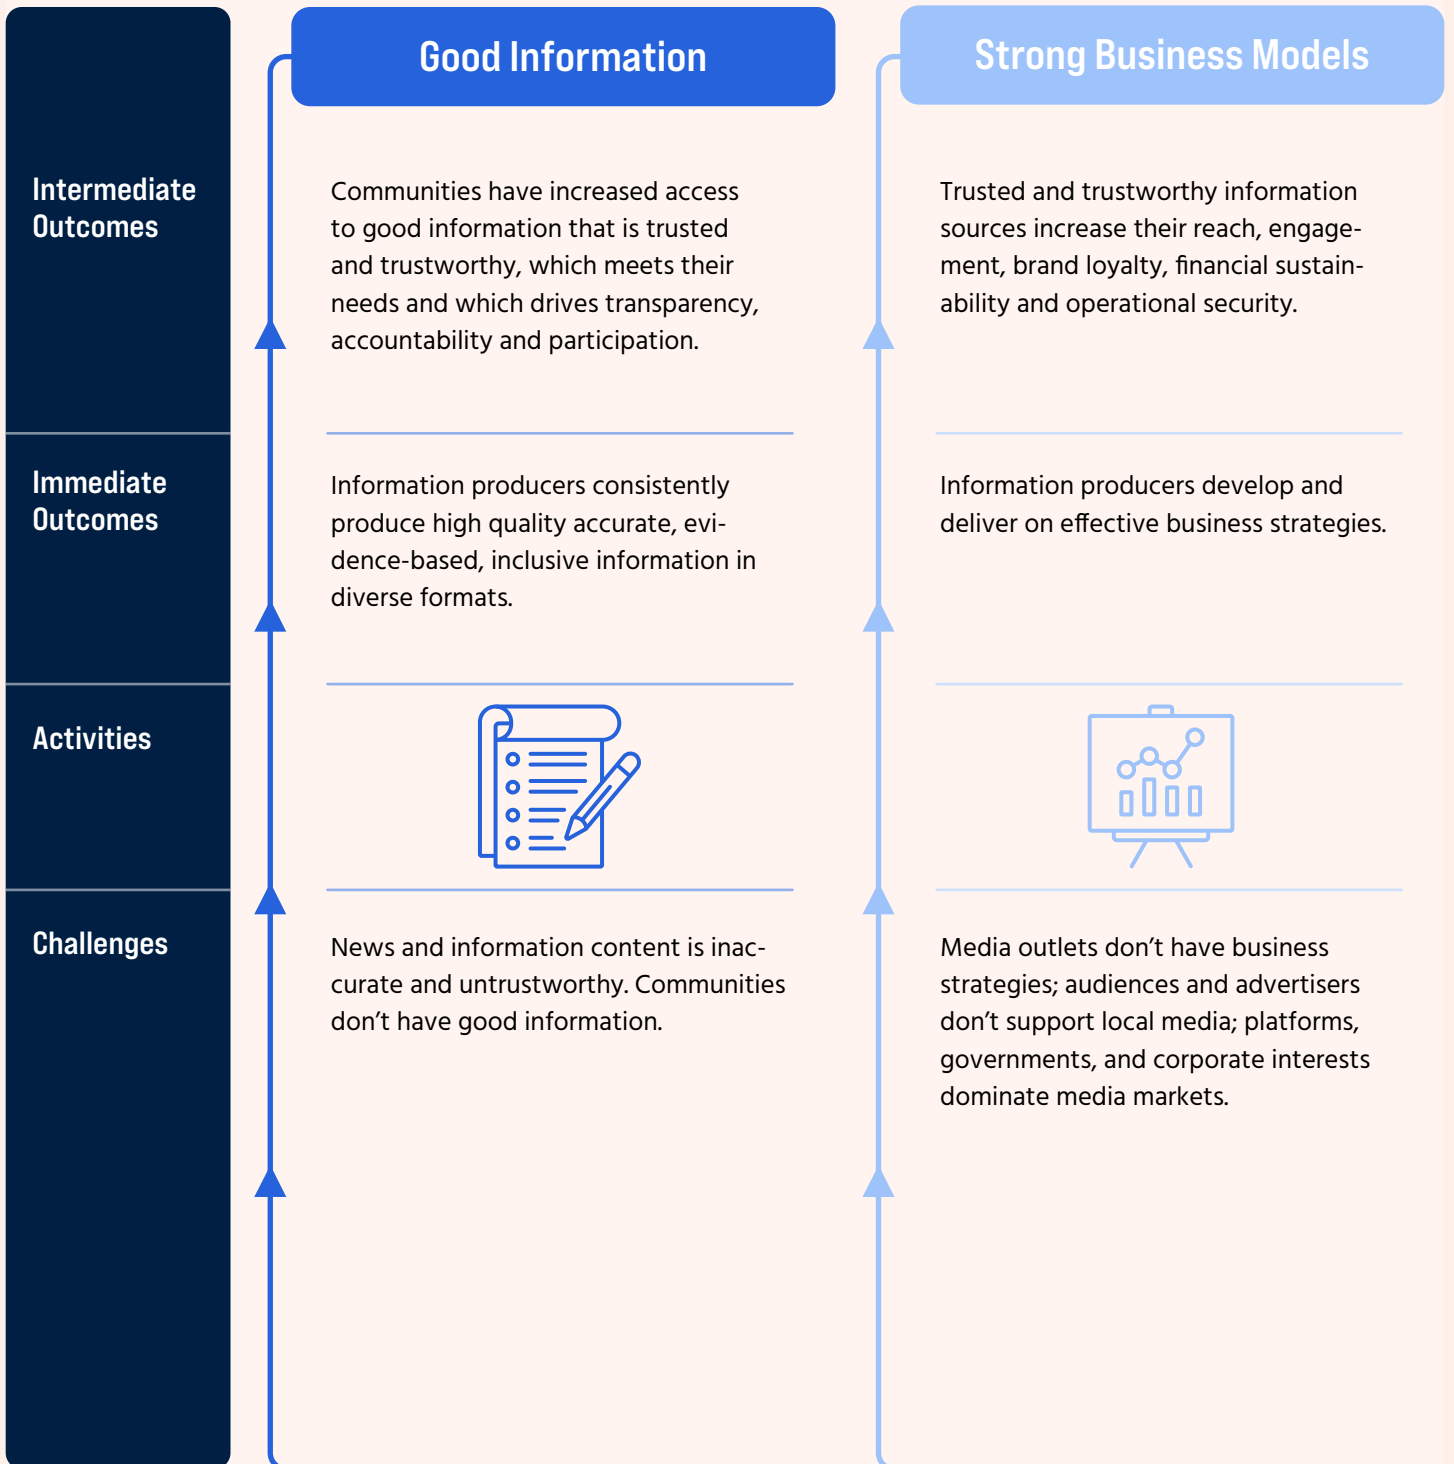 Good Information
Strong Business Models
Intermediate
Outcomes
Communities have increased access
to good information that is trusted
and trustworthy, which meets their
needs and which drives transparency,
accountability and participation.
Trusted and trustworthy information
sources increase their reach, engage-
ment, brand loyalty, financial sustain-
ability and operational security.
Immediate
Outcomes
Information producers consistently
produce high quality accurate, evi-
dence-based, inclusive information in
diverse formats.
Information producers develop and
deliver on effective business strategies.
Activities
Challenges
News and information content is inac-
curate and untrustworthy. Communities
don’t have good information.
Media outlets don’t have business
strategies; audiences and advertisers
don’t support local media; platforms,
governments, and corporate interests
dominate media markets.